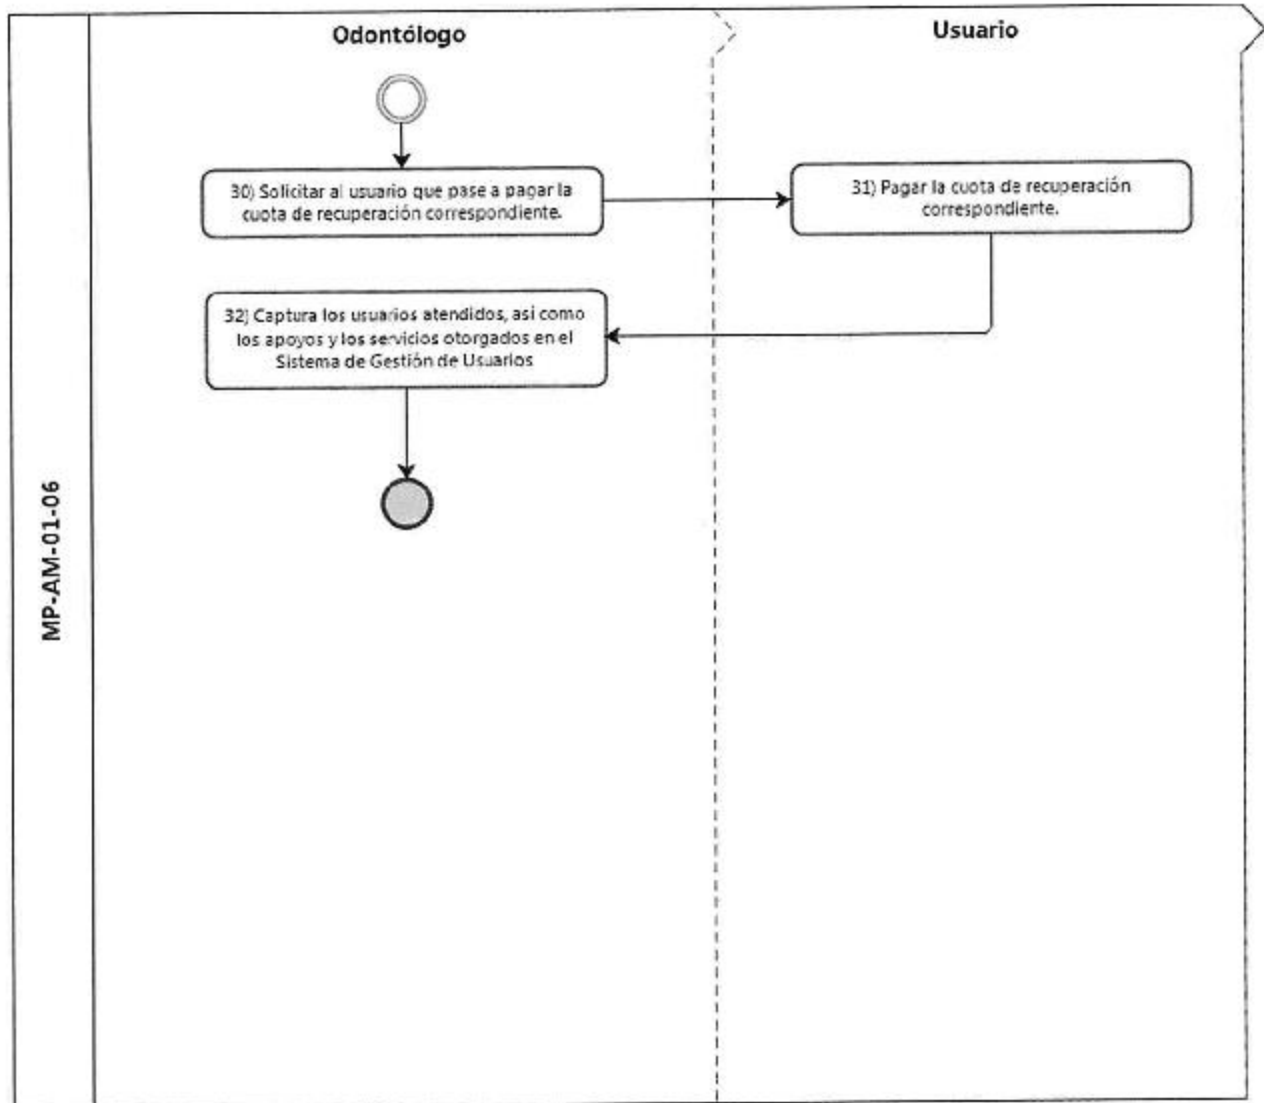 Odontólogo
Usuario
30) Solicitar al usuario que pase a pagar la
cuota de recuperación correspondiente.
31) Pagar la cuota de recuperación
correspondiente.
32) Captura los usuarios atendidos, así como
los apoyos y los servicios otorgados en el
Sistema de Gestión de Usuarios
MP-AM-01-06